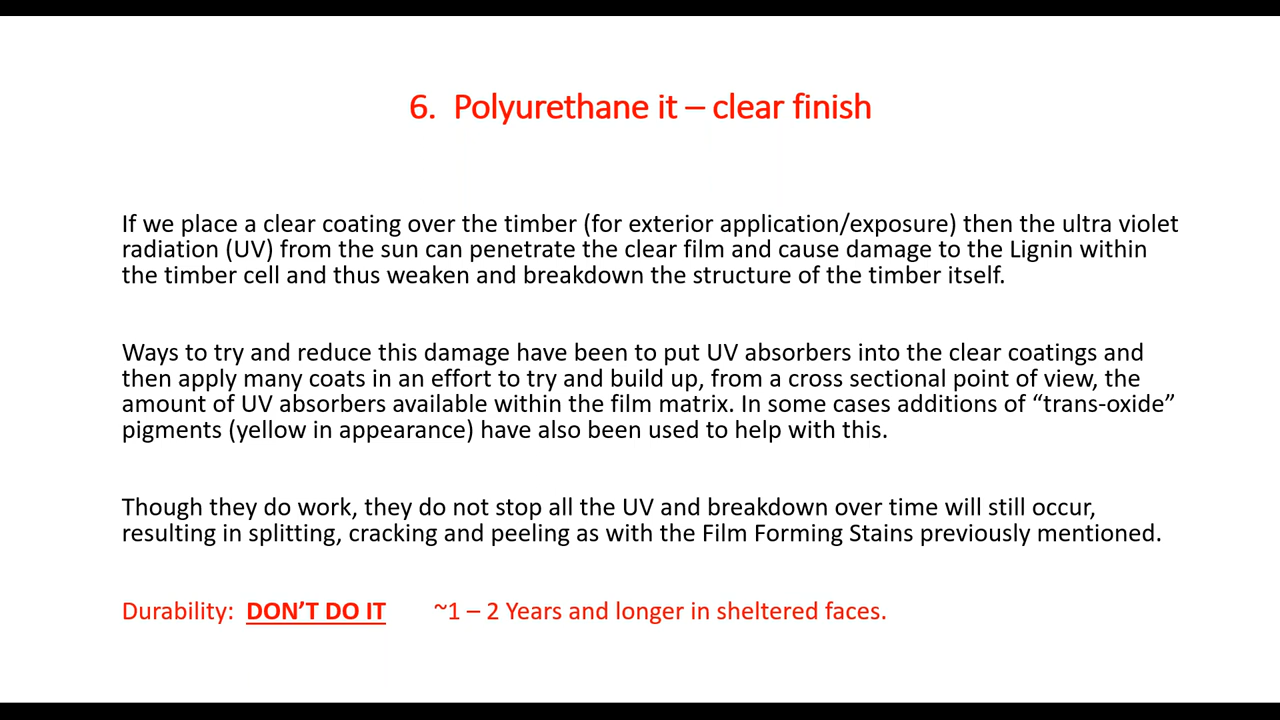 6. Polyurethane it – clear finish
If we place a clear coating over the timber (for exterior application/exposure) then the ultra violet
radiation (UV) from the sun can penetrate the clear film and cause damage to the Lignin within
the timber cell and thus weaken and breakdown the structure of the timber itself.
Ways to try and reduce this damage have been to put UV absorbers into the clear coatings and
then apply many coats in an effort to try and build up, from a cross sectional point of view, the
amount of UV absorbers available within the film matrix. In some cases additions of “trans-oxide”
pigments (yellow in appearance) have also been used to help with this.
Though they do work, they do not stop all the UV and breakdown over time will still occur,
resulting in splitting, cracking and peeling as with the Film Forming Stains previously mentioned.
Durability: DON’T DO IT ~1 – 2 Years and longer in sheltered faces.